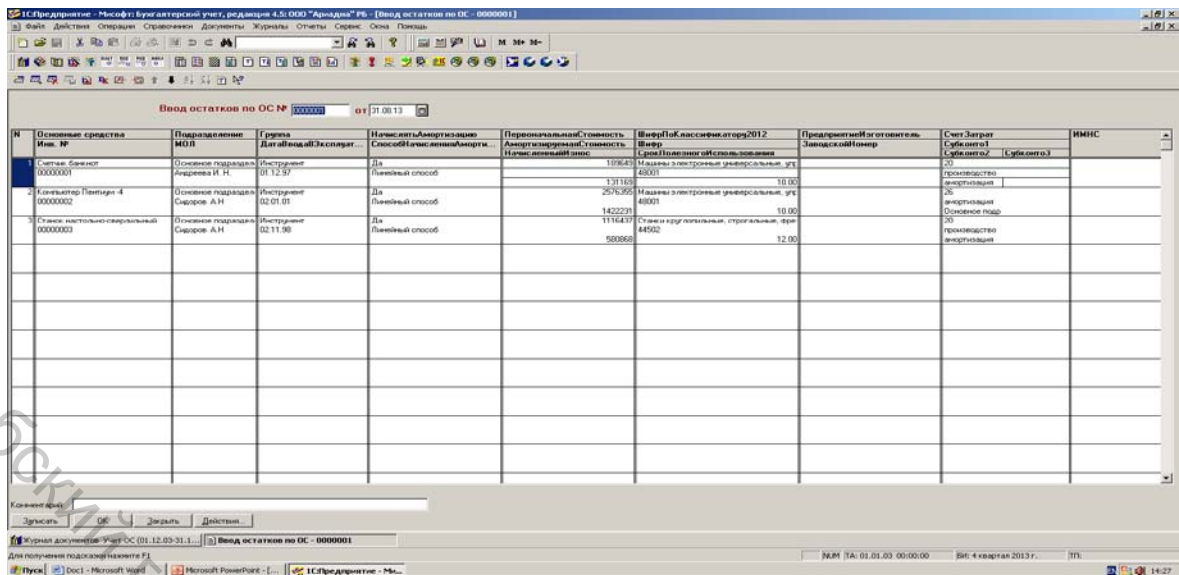 1С:Предприятие - Мисофт: Бухгалтерский учет, редакция 4.5: ООО "Ариадна" РБ - [Ввод остатков по ОС - 0000001]
Файл Действия Операции Справочники Документы Журналы Отчеты Сервис Окна Помощь
M M+ M-
Ввод остатков по ОС № 0000001 от 31.08.13
N Основные средства Подразделение Группа НачислятьАмортизацию ПервоначальнаяСтоимость ШифрПоКлассификатору2012 ПредприятиеИзготовитель СчетЗатрат ИМНС
Инв. № МОЛ ДатаВводаВЭксплуат... СпособНачисленияАморти... АмортизируемаяСтоимость Шифр ЗаводскойНомер Субконто1
НачисленныйИзнос СрокПолезногоИспользования Субконто2 Субконто3
1 Счетчик банкнот Основное подраздел Инструмент Да 189649 Машины электронные универсальные, упр 20
00000001 Андреева И. Н. 01.12.97 Линейный способ 48001 производство
131169 10.00 амортизация
2 Компьютер Пентиум -4 Основное подраздел Инструмент Да 2576355 Машины электронные универсальные, упр 26
00000002 Сидоров А.Н 02.01.01 Линейный способ 48001 амортизация
1422231 10.00 Основное подр
3 Станок настольно-сверлильный Основное подраздел Инструмент Да 1116437 Станки круглопильные, строгальные, фре 20
00000003 Сидоров А.Н 02.11.98 Линейный способ 44502 производство
580868 12.00 амортизация
Комментарий:
Записать OK Закрыть Действия...
Журнал документов Учет ОС (01.12.03-31.1... Ввод остатков по ОС - 0000001
Для получения подсказки нажмите F1 NUM TA: 01.01.03 00:00:00 БИ: 4 квартал 2013 г. ТП:
Пуск Doc1 - Microsoft Word Microsoft PowerPoint - [... 1С:Предприятие - Ми... 14:27